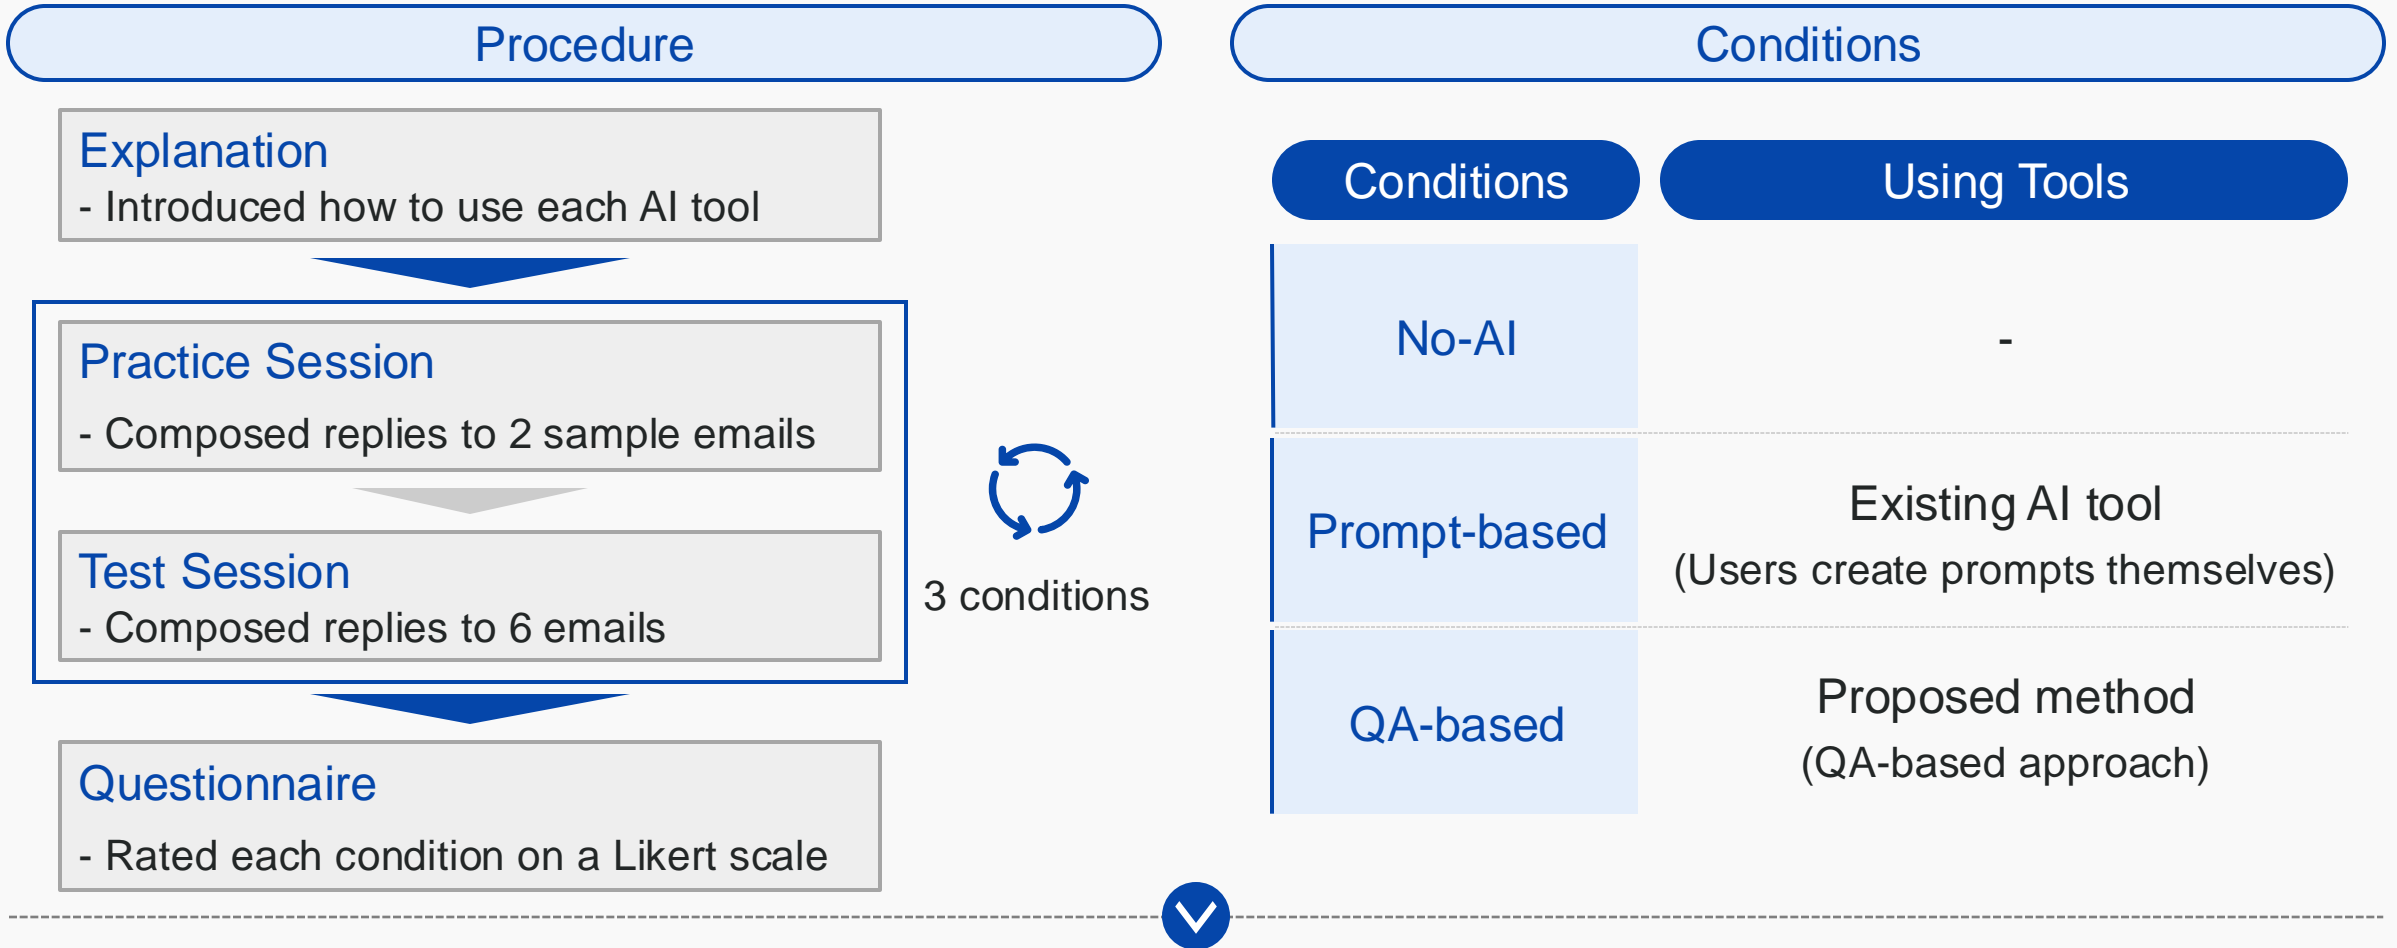 Procedure
Explanation
- Introduced how to use each AI tool
Practice Session
- Composed replies to 2 sample emails
Test Session
- Composed replies to 6 emails
3 conditions
Questionnaire
- Rated each condition on a Likert scale
Conditions
Conditions
Using Tools
No-AI
-
Prompt-based
Existing AI tool
(Users create prompts themselves)
QA-based
Proposed method
(QA-based approach)